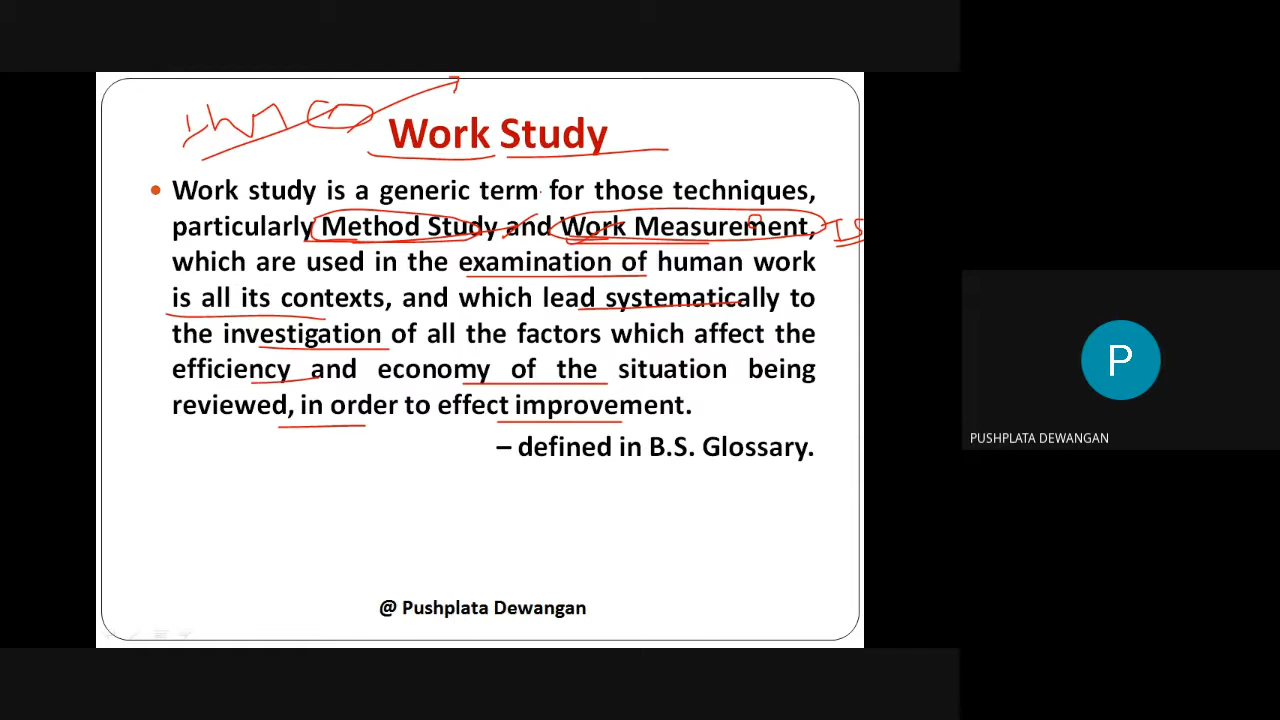 Work Study
• Work study is a generic term for those techniques,
particularly Method Study and Work Measurement,
which are used in the examination of human work
is all its contexts, and which lead systematically to
the investigation of all the factors which affect the
efficiency and economy of the situation being
reviewed, in order to effect improvement.
– defined in B.S. Glossary.
@ Pushplata Dewangan
P
PUSHPLATA DEWANGAN